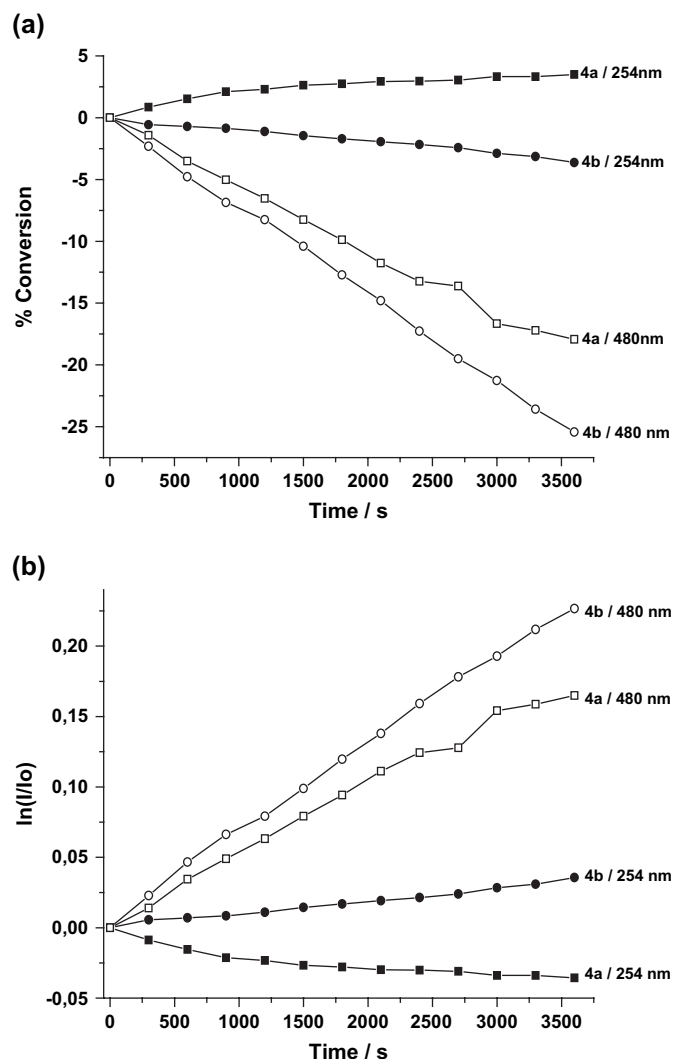 (a)
5
4a / 254nm
0
4b / 254nm
-5
-10
-15
4a / 480nm
-20
-25
4b / 480 nm
% Conversion
0 500 1000 1500 2000 2500 3000 3500
Time / s
(b)
4b / 480 nm
0,20
4a / 480 nm
0,15
0,10
0,05
4b / 254 nm
0,00
4a / 254 nm
-0,05
ln(I/Io)
0 500 1000 1500 2000 2500 3000 3500
Time / s